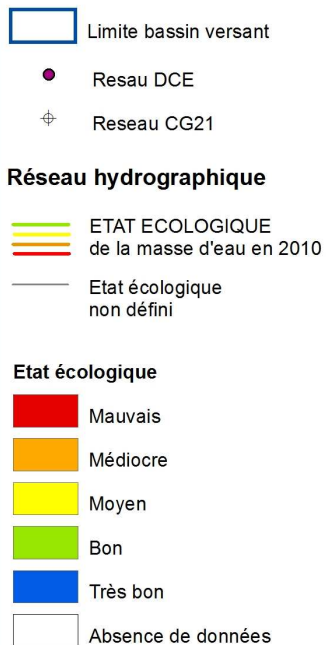 Limite bassin versant
Resau DCE
Reseau CG21
Réseau hydrographique
ETAT ECOLOGIQUE
de la masse d'eau en 2010
Etat écologique
non défini
Etat écologique
Mauvais
Médiocre
Moyen
Bon
Très bon
Absence de données